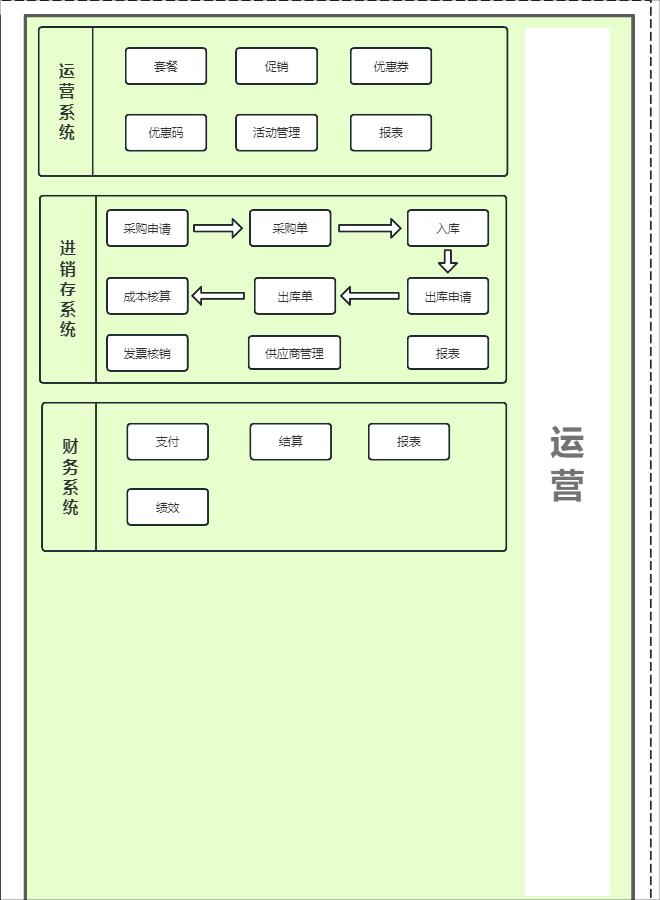 运营系统
套餐
促销
优惠券
优惠码
活动管理
报表
进销存系统
采购申请
采购单
入库
成本核算
出库单
出库申请
发票核销
供应商管理
报表
财务系统
支付
结算
报表
绩效
运营